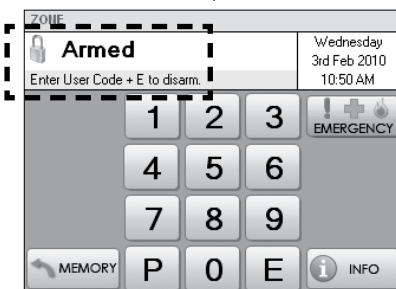 ZONE
Armed
Enter User Code + E to disarm.
Wednesday
3rd Feb 2010
10:50 AM
1 2 3
EMERGENCY
4 5 6
7 8 9
MEMORY P 0 E INFO